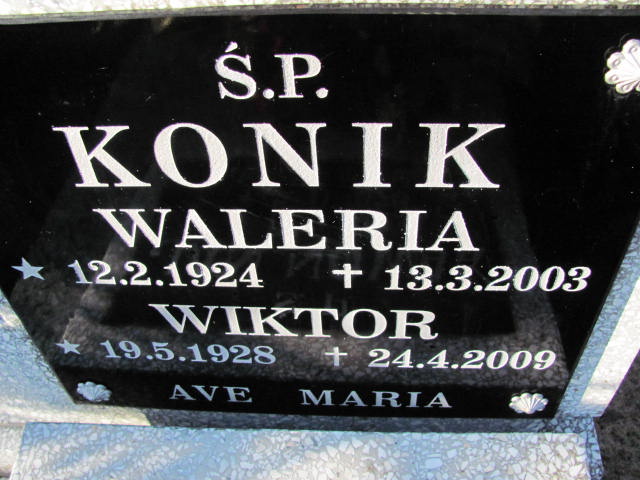 Ś.P.
KONIK
WALERIA
★ 12.2.1924 ✝ 13.3.2003
WIKTOR
★ 19.5.1928 ✝ 24.4.2009
AVE MARIA